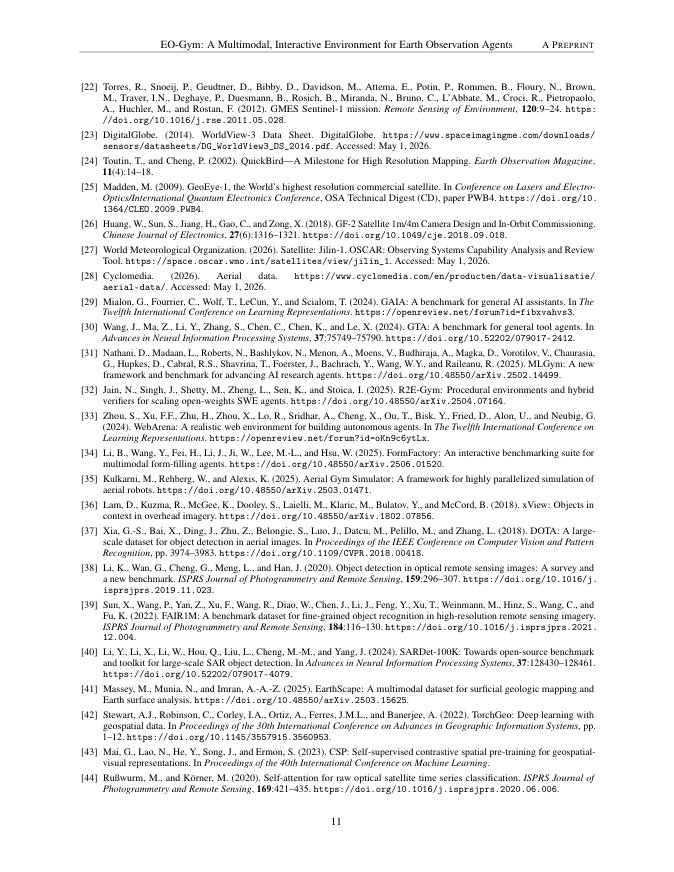 EO-Gym: A Multimodal, Interactive Environment for Earth Observation Agents A PREPRINT
[22] Torres, R., Snoeij, P., Geudtner, D., Bibby, D., Davidson, M., Attema, E., Potin, P., Rommen, B., Floury, N., Brown,
M., Traver, I.N., Deghaye, P., Duesmann, B., Rosich, B., Miranda, N., Bruno, C., L'Abbate, M., Croci, R., Pietropaolo,
A., Huchler, M., and Rostan, F. (2012). GMES Sentinel-1 mission. Remote Sensing of Environment, 120:9–24. https:
//doi.org/10.1016/j.rse.2011.05.028.
[23] DigitalGlobe. (2014). WorldView-3 Data Sheet. DigitalGlobe. https://www.spaceimagingme.com/downloads/
sensors/datasheets/DG_WorldView3_DS_2014.pdf. Accessed: May 1, 2026.
[24] Toutin, T., and Cheng, P. (2002). QuickBird—A Milestone for High Resolution Mapping. Earth Observation Magazine,
11(4):14–18.
[25] Madden, M. (2009). GeoEye-1, the World's highest resolution commercial satellite. In Conference on Lasers and Electro-
Optics/International Quantum Electronics Conference, OSA Technical Digest (CD), paper PWB4. https://doi.org/10.
1364/CLEO.2009.PWB4.
[26] Huang, W., Sun, S., Jiang, H., Gao, C., and Zong, X. (2018). GF-2 Satellite 1m/4m Camera Design and In-Orbit Commissioning.
Chinese Journal of Electronics, 27(6):1316–1321. https://doi.org/10.1049/cje.2018.09.018.
[27] World Meteorological Organization. (2026). Satellite: Jilin-1. OSCAR: Observing Systems Capability Analysis and Review
Tool. https://space.oscar.wmo.int/satellites/view/jilin_1. Accessed: May 1, 2026.
[28] Cyclomedia. (2026). Aerial data. https://www.cyclomedia.com/en/producten/data-visualisatie/
aerial-data/. Accessed: May 1, 2026.
[29] Mialon, G., Fourrier, C., Wolf, T., LeCun, Y., and Scialom, T. (2024). GAIA: A benchmark for general AI assistants. In The
Twelfth International Conference on Learning Representations. https://openreview.net/forum?id=fibxvahvs3.
[30] Wang, J., Ma, Z., Li, Y., Zhang, S., Chen, C., Chen, K., and Le, X. (2024). GTA: A benchmark for general tool agents. In
Advances in Neural Information Processing Systems, 37:75749–75790. https://doi.org/10.52202/079017-2412.
[31] Nathani, D., Madaan, L., Roberts, N., Bashlykov, N., Menon, A., Moens, V., Budhiraja, A., Magka, D., Vorotilov, V., Chaurasia,
G., Hupkes, D., Cabral, R.S., Shavrina, T., Foerster, J., Bachrach, Y., Wang, W.Y., and Raileanu, R. (2025). MLGym: A new
framework and benchmark for advancing AI research agents. https://doi.org/10.48550/arXiv.2502.14499.
[32] Jain, N., Singh, J., Shetty, M., Zheng, L., Sen, K., and Stoica, I. (2025). R2E-Gym: Procedural environments and hybrid
verifiers for scaling open-weights SWE agents. https://doi.org/10.48550/arXiv.2504.07164.
[33] Zhou, S., Xu, F.F., Zhu, H., Zhou, X., Lo, R., Sridhar, A., Cheng, X., Ou, T., Bisk, Y., Fried, D., Alon, U., and Neubig, G.
(2024). WebArena: A realistic web environment for building autonomous agents. In The Twelfth International Conference on
Learning Representations. https://openreview.net/forum?id=oKn9c6ytLx.
[34] Li, B., Wang, Y., Fei, H., Li, J., Ji, W., Lee, M.-L., and Hsu, W. (2025). FormFactory: An interactive benchmarking suite for
multimodal form-filling agents. https://doi.org/10.48550/arXiv.2506.01520.
[35] Kulkarni, M., Rehberg, W., and Alexis, K. (2025). Aerial Gym Simulator: A framework for highly parallelized simulation of
aerial robots. https://doi.org/10.48550/arXiv.2503.01471.
[36] Lam, D., Kuzma, R., McGee, K., Dooley, S., Laielli, M., Klaric, M., Bulatov, Y., and McCord, B. (2018). xView: Objects in
context in overhead imagery. https://doi.org/10.48550/arXiv.1802.07856.
[37] Xia, G.-S., Bai, X., Ding, J., Zhu, Z., Belongie, S., Luo, J., Datcu, M., Pelillo, M., and Zhang, L. (2018). DOTA: A large-
scale dataset for object detection in aerial images. In Proceedings of the IEEE Conference on Computer Vision and Pattern
Recognition, pp. 3974–3983. https://doi.org/10.1109/CVPR.2018.00418.
[38] Li, K., Wan, G., Cheng, G., Meng, L., and Han, J. (2020). Object detection in optical remote sensing images: A survey and
a new benchmark. ISPRS Journal of Photogrammetry and Remote Sensing, 159:296–307. https://doi.org/10.1016/j.
isprsjprs.2019.11.023.
[39] Sun, X., Wang, P., Yan, Z., Xu, F., Wang, R., Diao, W., Chen, J., Li, J., Feng, Y., Xu, T., Weinmann, M., Hinz, S., Wang, C., and
Fu, K. (2022). FAIR1M: A benchmark dataset for fine-grained object recognition in high-resolution remote sensing imagery.
ISPRS Journal of Photogrammetry and Remote Sensing, 184:116–130. https://doi.org/10.1016/j.isprsjprs.2021.
12.004.
[40] Li, Y., Li, X., Li, W., Hou, Q., Liu, L., Cheng, M.-M., and Yang, J. (2024). SARDet-100K: Towards open-source benchmark
and toolkit for large-scale SAR object detection. In Advances in Neural Information Processing Systems, 37:128430–128461.
https://doi.org/10.52202/079017-4079.
[41] Massey, M., Munia, N., and Imran, A.-A.-Z. (2025). EarthScape: A multimodal dataset for surficial geologic mapping and
Earth surface analysis. https://doi.org/10.48550/arXiv.2503.15625.
[42] Stewart, A.J., Robinson, C., Corley, I.A., Ortiz, A., Ferres, J.M.L., and Banerjee, A. (2022). TorchGeo: Deep learning with
geospatial data. In Proceedings of the 30th International Conference on Advances in Geographic Information Systems, pp.
1–12. https://doi.org/10.1145/3557915.3560953.
[43] Mai, G., Lao, N., He, Y., Song, J., and Ermon, S. (2023). CSP: Self-supervised contrastive spatial pre-training for geospatial-
visual representations. In Proceedings of the 40th International Conference on Machine Learning.
[44] Rußwurm, M., and Körner, M. (2020). Self-attention for raw optical satellite time series classification. ISPRS Journal of
Photogrammetry and Remote Sensing, 169:421–435. https://doi.org/10.1016/j.isprsjprs.2020.06.006.
11